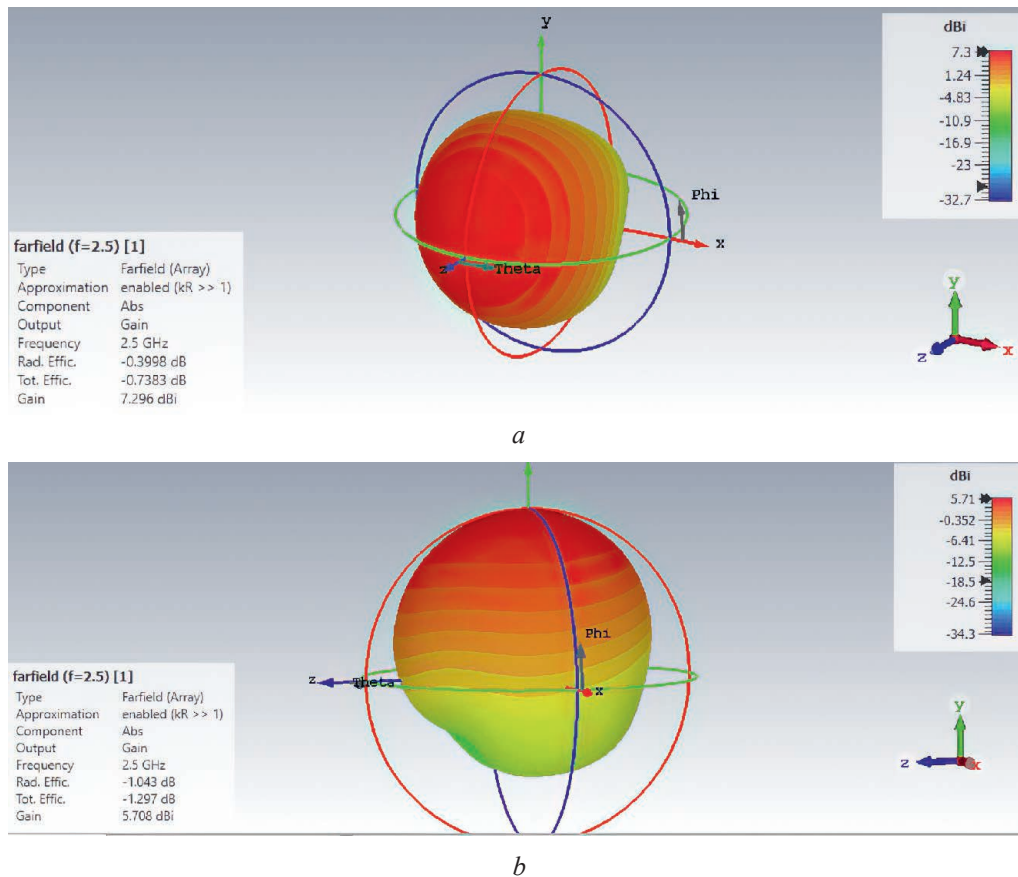 y
dBi
7.3
1.24
-4.83
-10.9
-16.9
-23
-32.7
Phi
x
z Theta
farfield (f=2.5) [1]
Type Farfield (Array)
Approximation enabled (kR >> 1)
Component Abs
Output Gain
Frequency 2.5 GHz
Rad. Effic. -0.3998 dB
Tot. Effic. -0.7383 dB
Gain 7.296 dBi
y
z x
a
dBi
5.71
-0.352
-6.41
-12.5
-18.5
-24.6
-34.3
Phi
z Theta x
farfield (f=2.5) [1]
Type Farfield (Array)
Approximation enabled (kR >> 1)
Component Abs
Output Gain
Frequency 2.5 GHz
Rad. Effic. -1.043 dB
Tot. Effic. -1.297 dB
Gain 5.708 dBi
y
z x
b